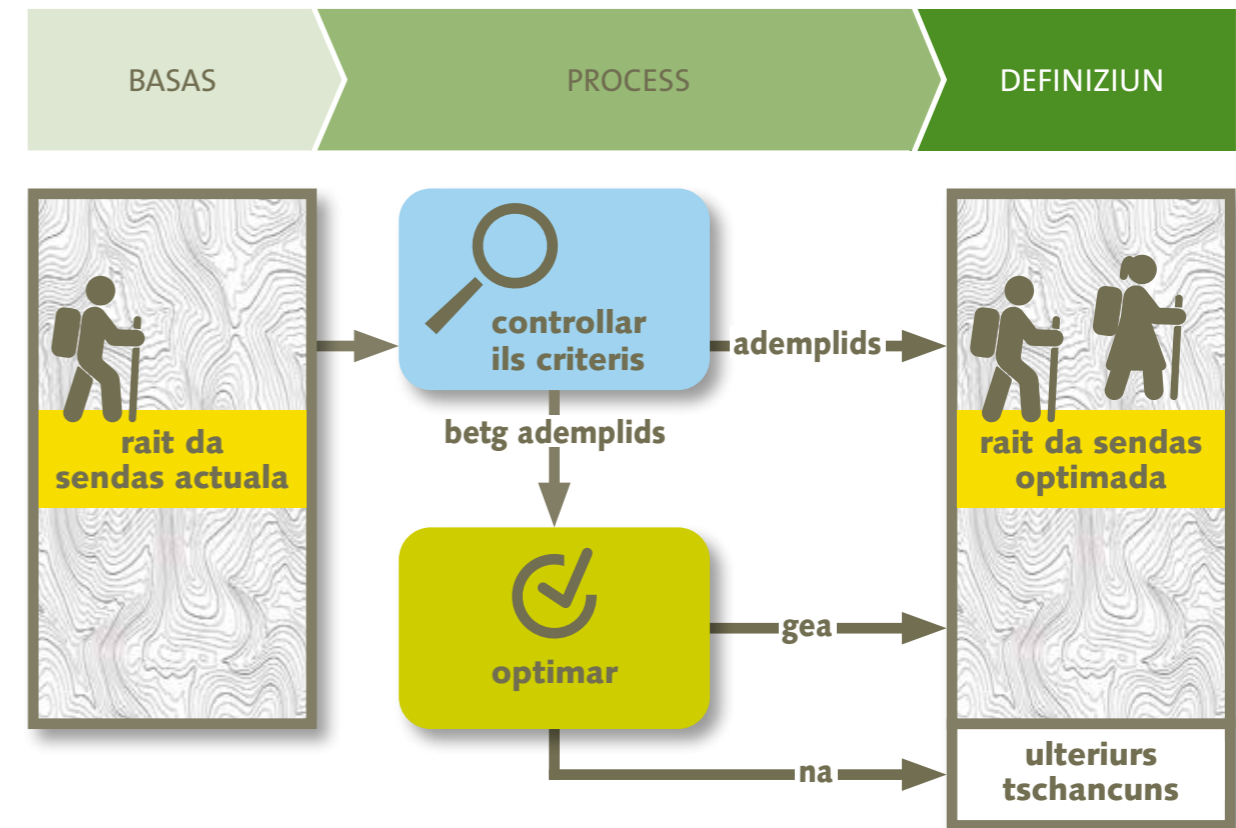 BASAS
PROCESS
DEFINIZIUN
rait da
sendas actuala
controllar
ils criteris
ademplids
betg ademplids
optimar
gea
na
rait da sendas
optimada
ulteriurs
tschancuns